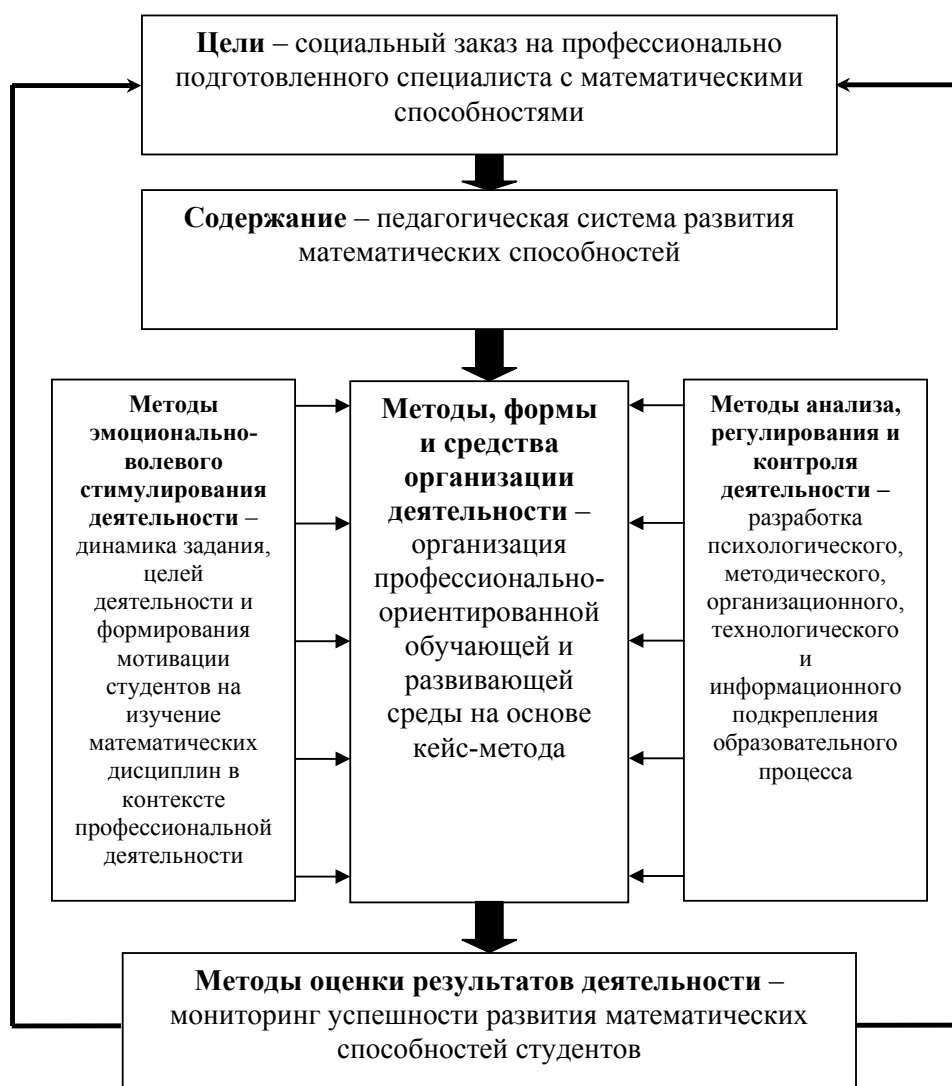 Цели – социальный заказ на профессионально
подготовленного специалиста с математическими
способностями
Содержание – педагогическая система развития
математических способностей
Методы
эмоционально-
волевого
стимулирования
деятельности –
динамика задания,
целей
деятельности и
формирования
мотивации
студентов на
изучение
математических
дисциплин в
контексте
профессиональной
деятельности
Методы, формы
и средства
организации
деятельности –
организация
профессионально-
ориентированной
обучающей и
развивающей
среды на основе
кейс-метода
Методы анализа,
регулирования и
контроля
деятельности –
разработка
психологического,
методического,
организационного,
технологического
и
информационного
подкрепления
образовательного
процесса
Методы оценки результатов деятельности –
мониторинг успешности развития математических
способностей студентов